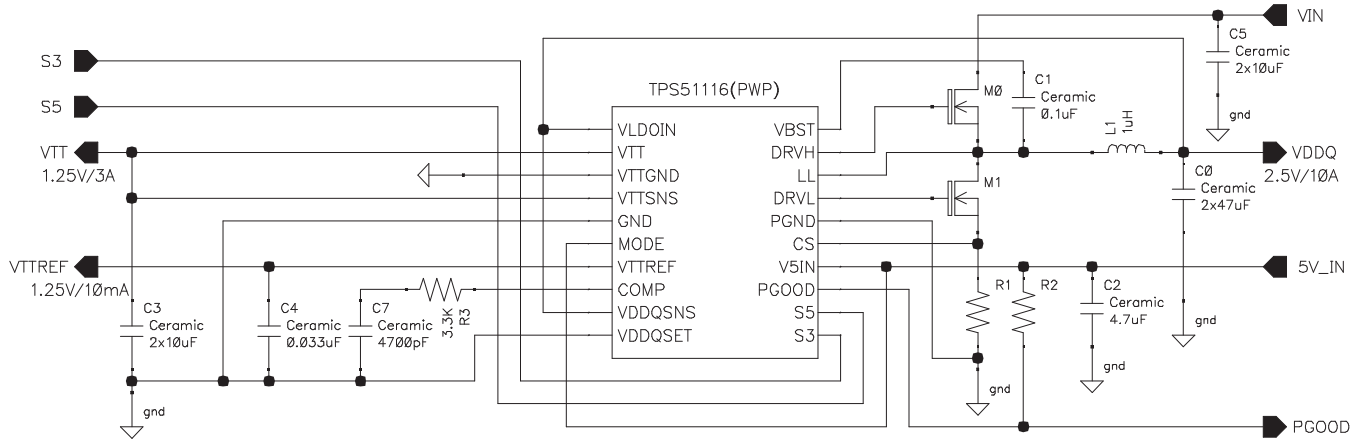 VIN
C5
Ceramic
2x10uF
gnd
S3
S5
TPS51116(PWP)
M0
C1
Ceramic
0.1uF
L1
1uH
VTT
1.25V/3A
VDDQ
2.5V/10A
C0
Ceramic
2x47uF
gnd
M1
VLDOIN
VTT
VTTGND
VTTSNS
GND
MODE
VTTREF
COMP
VDDQSNS
VDDQSET
VBST
DRVH
LL
DRVL
PGND
CS
V5IN
PGOOD
S5
S3
VTTREF
1.25V/10mA
5V_IN
C3
Ceramic
2x10uF
C4
Ceramic
0.033uF
C7
Ceramic
4700pF
3.3K
R3
R1
R2
C2
Ceramic
4.7uF
gnd
gnd
gnd
PGOOD